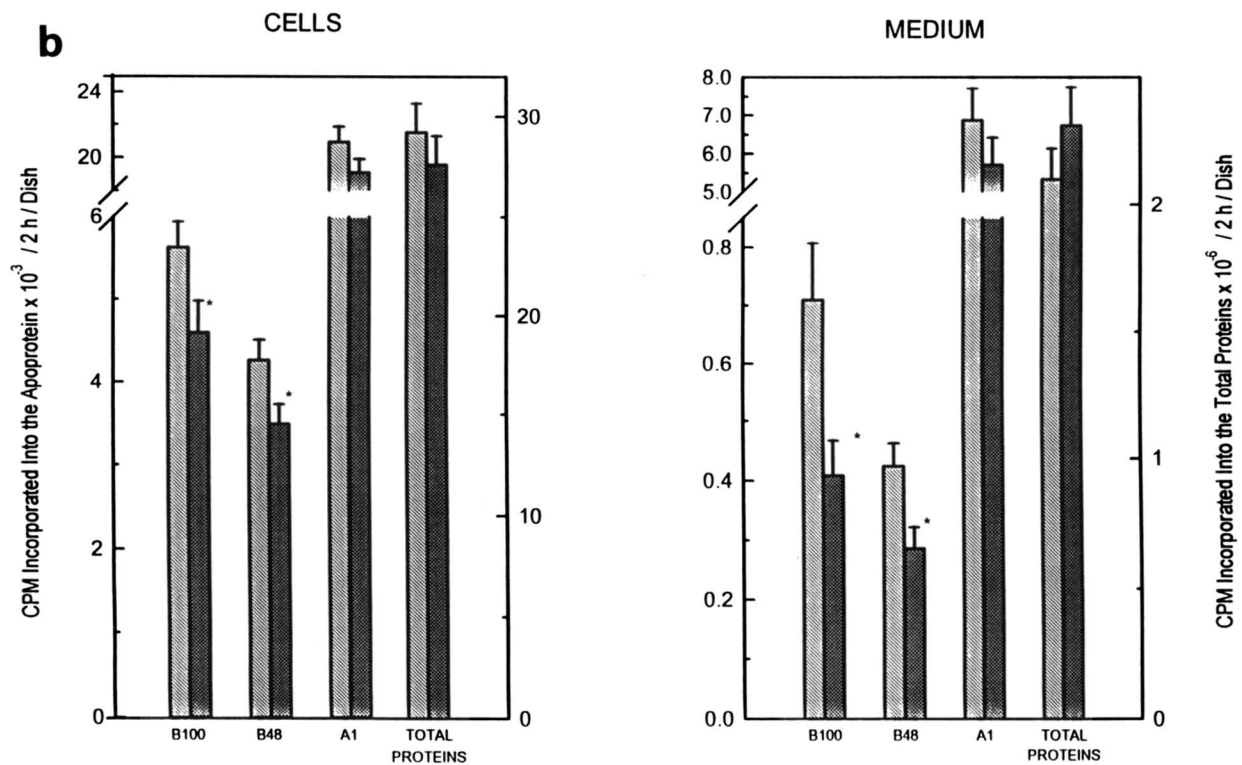 b
CELLS
MEDIUM
CPM Incorporated Into the Apoprotein x 10⁻³ / 2 h / Dish
24
20
6
4
2
0
30
20
10
0
B100
B48
A1
TOTAL
PROTEINS
*
*
8.0
7.0
6.0
5.0
0.8
0.6
0.4
0.2
0.0
2
1
0
B100
B48
A1
TOTAL
PROTEINS
*
*
CPM Incorporated Into the Total Proteins x 10⁻⁶ / 2 h / Dish